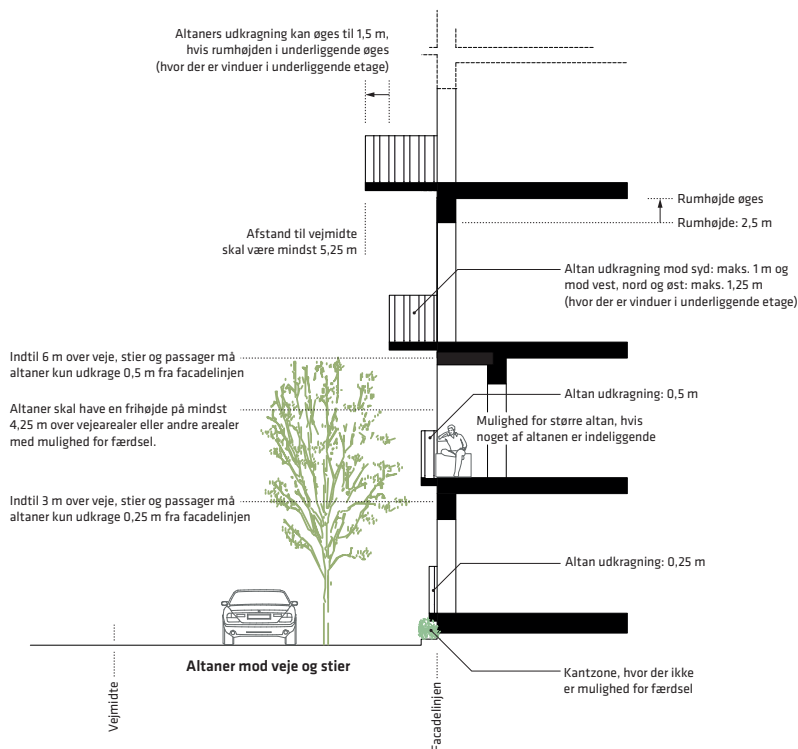 Altaners udkragning kan øges til 1,5 m,
hvis rumhøjden i underliggende øges
(hvor der er vinduer i underliggende etage)
Rumhøjde øges
Rumhøjde: 2,5 m
Afstand til vejmidte
skal være mindst 5,25 m
Altan udkragning mod syd: maks. 1 m og
mod vest, nord og øst: maks. 1,25 m
(hvor der er vinduer i underliggende etage)
Indtil 6 m over veje, stier og passager må
altaner kun udkrage 0,5 m fra facadelinjen
Altan udkragning: 0,5 m
Altaner skal have en frihøjde på mindst
4,25 m over vejearealer eller andre arealer
med mulighed for færdsel.
Mulighed for større altan, hvis
noget af altanen er indeliggende
Indtil 3 m over veje, stier og passager må
altaner kun udkrage 0,25 m fra facadelinjen
Altan udkragning: 0,25 m
Altaner mod veje og stier
Kantzone, hvor der ikke
er mulighed for færdsel
Vejmidte
Facadelinjen